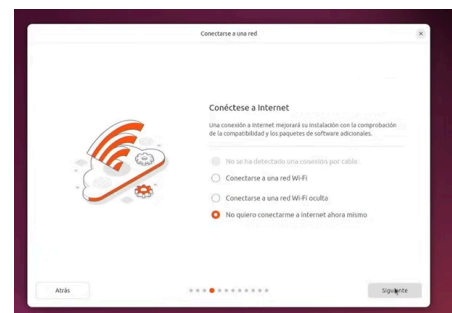 Conectarse a una red
Conéctese a Internet
Una conexión a Internet mejorará su instalación con la comprobación
de la compatibilidad y los paquetes de software adicionales.
No se ha detectado una conexión por cable
Conectarse a una red Wi-Fi
Conectarse a una red Wi-Fi oculta
No quiero conectarme a internet ahora mismo
Atrás
Siguiente